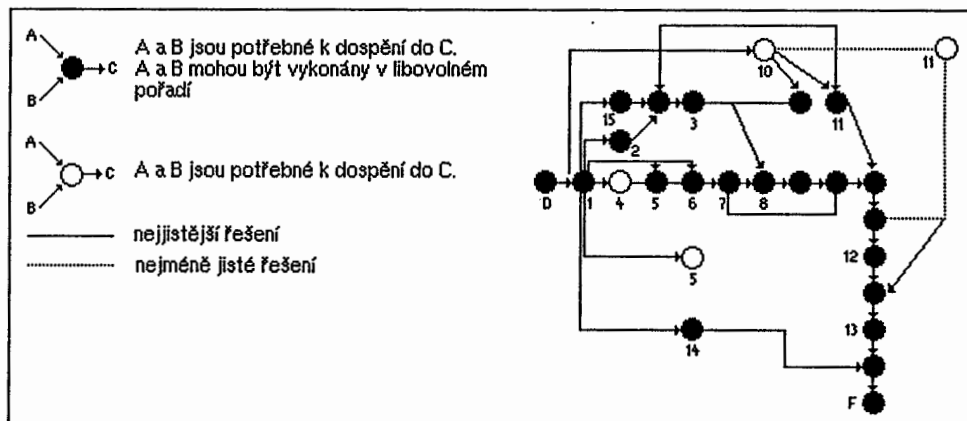 A
C
B
A a B jsou potřebné k dospění do C.
A a B mohou být vykonány v libovolném
pořadí
A
C
B
A a B jsou potřebné k dospění do C.
nejjistější řešení
nejméně jisté řešení
10
11
15
3
11
2
D
1
4
5
6
7
8
12
5
13
14
F